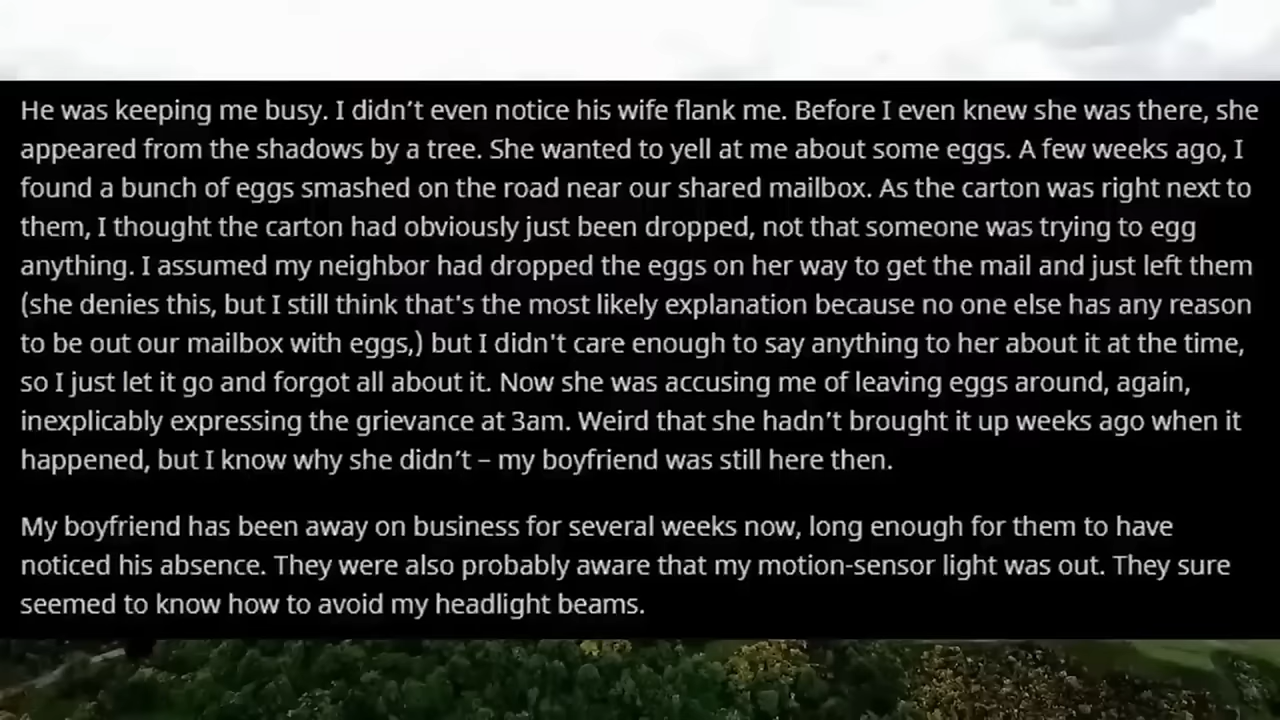 He was keeping me busy. I didn’t even notice his wife flank me. Before I even knew she was there, she
appeared from the shadows by a tree. She wanted to yell at me about some eggs. A few weeks ago, I
found a bunch of eggs smashed on the road near our shared mailbox. As the carton was right next to
them, I thought the carton had obviously just been dropped, not that someone was trying to egg
anything. I assumed my neighbor had dropped the eggs on her way to get the mail and just left them
(she denies this, but I still think that's the most likely explanation because no one else has any reason
to be out our mailbox with eggs,) but I didn't care enough to say anything to her about it at the time,
so I just let it go and forgot all about it. Now she was accusing me of leaving eggs around, again,
inexplicably expressing the grievance at 3am. Weird that she hadn’t brought it up weeks ago when it
happened, but I know why she didn’t – my boyfriend was still here then.
My boyfriend has been away on business for several weeks now, long enough for them to have
noticed his absence. They were also probably aware that my motion-sensor light was out. They sure
seemed to know how to avoid my headlight beams.